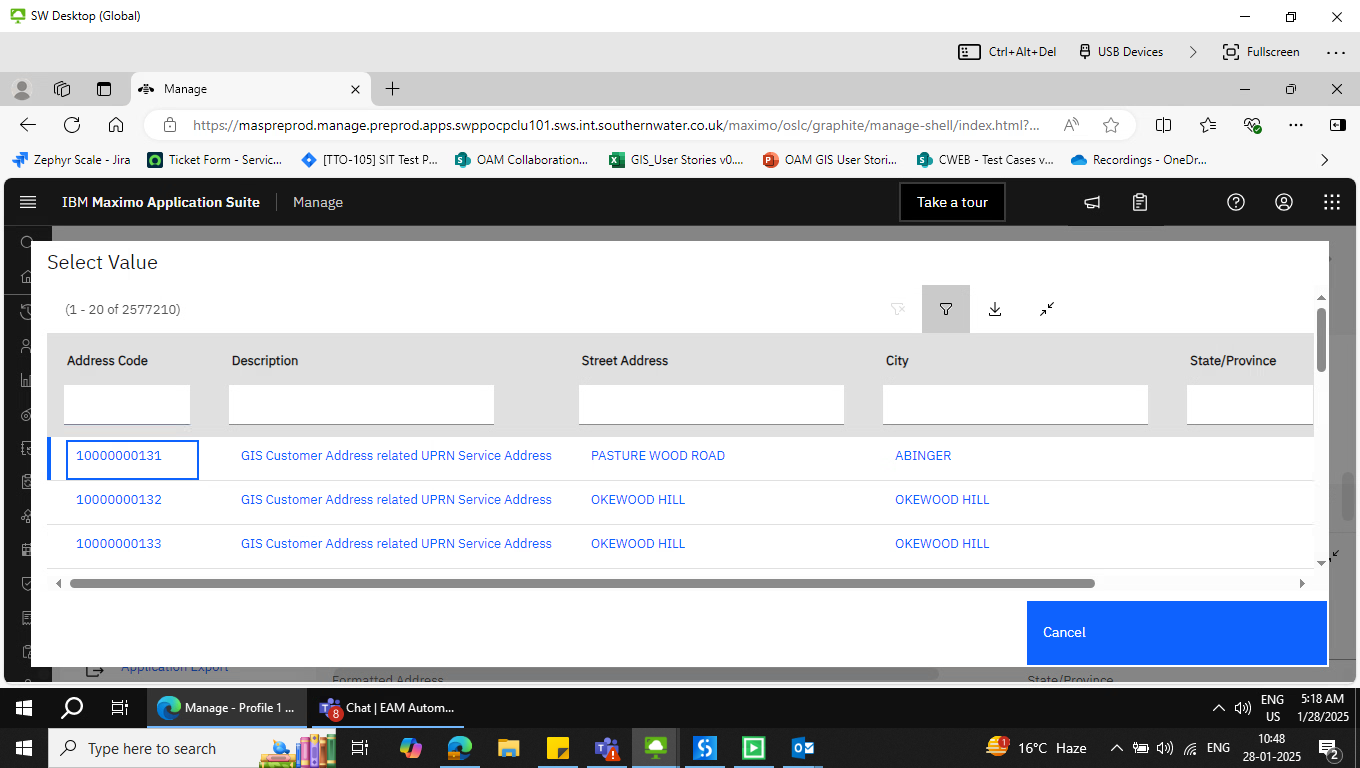 SW Desktop (Global)
Ctrl+Alt+Del USB Devices Fullscreen
Manage
https://maspreprod.manage.preprod.apps.swppocpclu101.sws.int.southernwater.co.uk/maximo/oslc/graphite/manage-shell/index.html?...
Zephyr Scale - Jira Ticket Form - Servic... [TTO-105] SIT Test P... OAM Collaboration... GIS_User Stories v0.... OAM GIS User Stori... CWEB - Test Cases v... Recordings - OneDr...
IBM Maximo Application Suite Manage Take a tour
Select Value
(1 - 20 of 2577210)
Address Code Description Street Address City State/Province
10000000131 GIS Customer Address related UPRN Service Address PASTURE WOOD ROAD ABINGER
10000000132 GIS Customer Address related UPRN Service Address OKEWOOD HILL OKEWOOD HILL
10000000133 GIS Customer Address related UPRN Service Address OKEWOOD HILL OKEWOOD HILL
Cancel
Application Export
Formatted Address State/Province
Manage - Profile 1 ... 8 Chat | EAM Autom... ENG US 5:18 AM 1/28/2025
Type here to search 1 16°C Haze ENG 10:48 28-01-2025 2